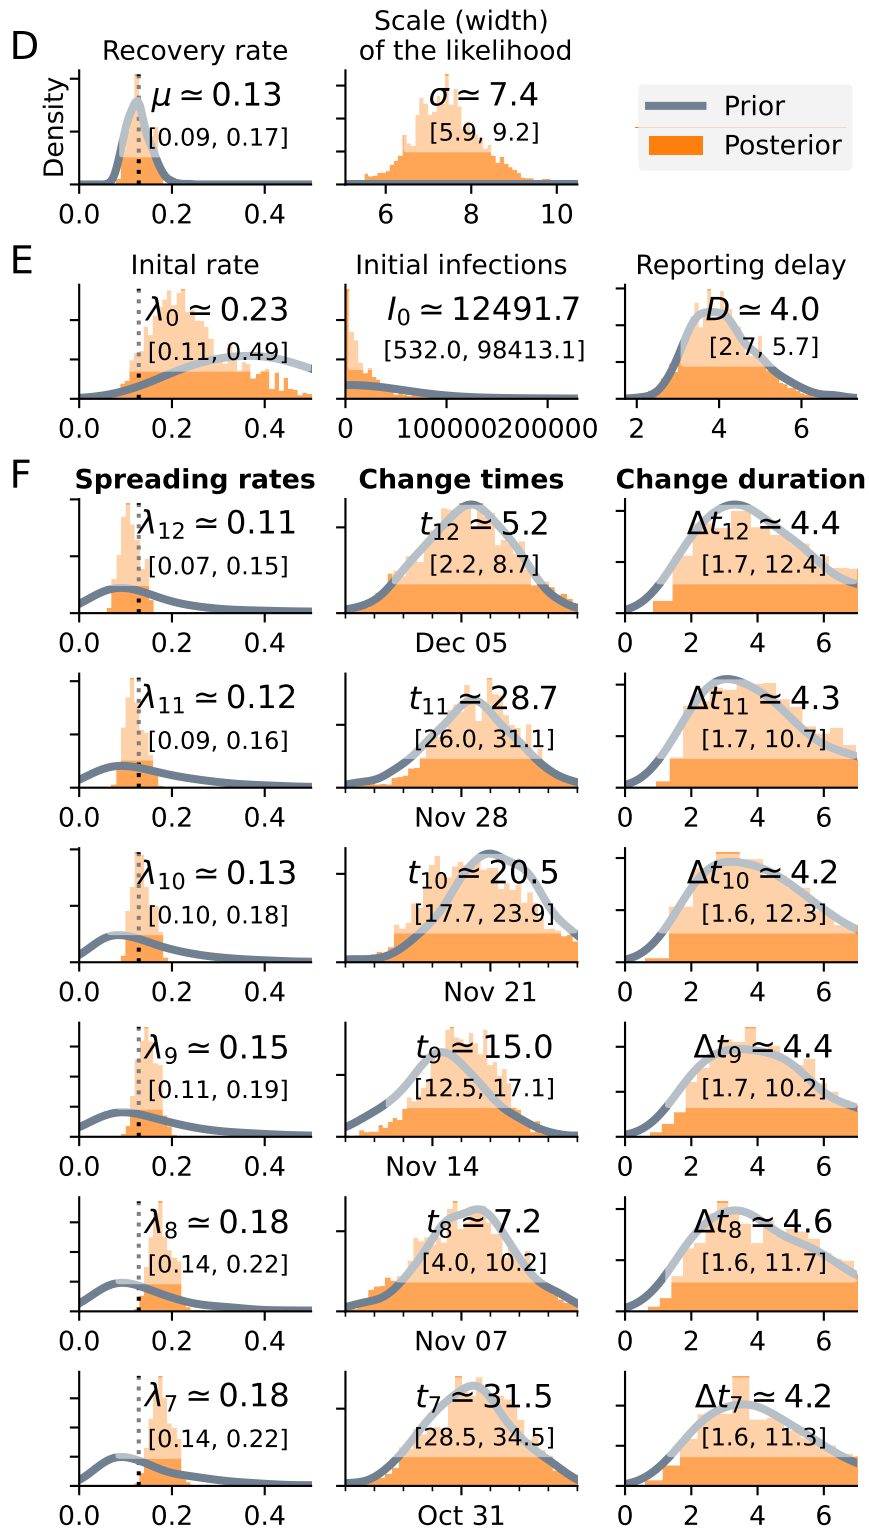 D
Recovery rate
Scale (width)
of the likelihood
Density
μ ≃ 0.13
[0.09, 0.17]
0.0 0.2 0.4
σ ≃ 7.4
[5.9, 9.2]
6 8 10
Prior
Posterior
E
Inital rate
Initial infections
Reporting delay
λ0 ≃ 0.23
[0.11, 0.49]
0.0 0.2 0.4
I0 ≃ 12491.7
[532.0, 98413.1]
0 100000 200000
D ≃ 4.0
[2.7, 5.7]
2 4 6
F
Spreading rates
Change times
Change duration
λ12 ≃ 0.11
[0.07, 0.15]
0.0 0.2 0.4
t12 ≃ 5.2
[2.2, 8.7]
Dec 05
Δt12 ≃ 4.4
[1.7, 12.4]
0 2 4 6
λ11 ≃ 0.12
[0.09, 0.16]
0.0 0.2 0.4
t11 ≃ 28.7
[26.0, 31.1]
Nov 28
Δt11 ≃ 4.3
[1.7, 10.7]
0 2 4 6
λ10 ≃ 0.13
[0.10, 0.18]
0.0 0.2 0.4
t10 ≃ 20.5
[17.7, 23.9]
Nov 21
Δt10 ≃ 4.2
[1.6, 12.3]
0 2 4 6
λ9 ≃ 0.15
[0.11, 0.19]
0.0 0.2 0.4
t9 ≃ 15.0
[12.5, 17.1]
Nov 14
Δt9 ≃ 4.4
[1.7, 10.2]
0 2 4 6
λ8 ≃ 0.18
[0.14, 0.22]
0.0 0.2 0.4
t8 ≃ 7.2
[4.0, 10.2]
Nov 07
Δt8 ≃ 4.6
[1.6, 11.7]
0 2 4 6
λ7 ≃ 0.18
[0.14, 0.22]
0.0 0.2 0.4
t7 ≃ 31.5
[28.5, 34.5]
Oct 31
Δt7 ≃ 4.2
[1.6, 11.3]
0 2 4 6